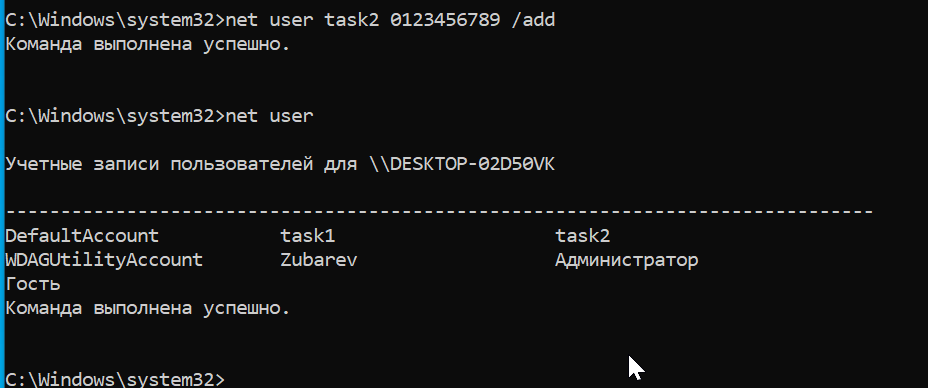 C:\Windows\system32>net user task2 0123456789 /add
Команда выполнена успешно.
C:\Windows\system32>net user
Учетные записи пользователей для \\DESKTOP-02D50VK
-------------------------------------------------------------------------------
DefaultAccount           task1                    task2
WDAGUtilityAccount       Zubarev                  Администратор
Гость
Команда выполнена успешно.
C:\Windows\system32>